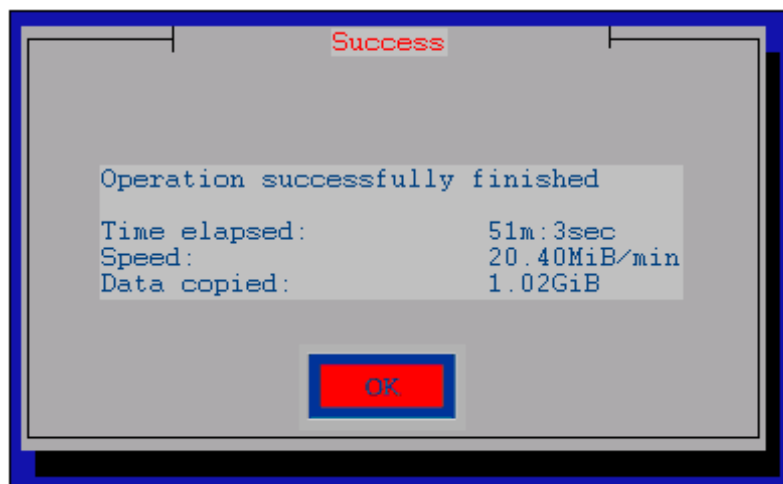 Success
Operation successfully finished
Time elapsed: 51m:3sec
Speed: 20.40MiB/min
Data copied: 1.02GiB
OK